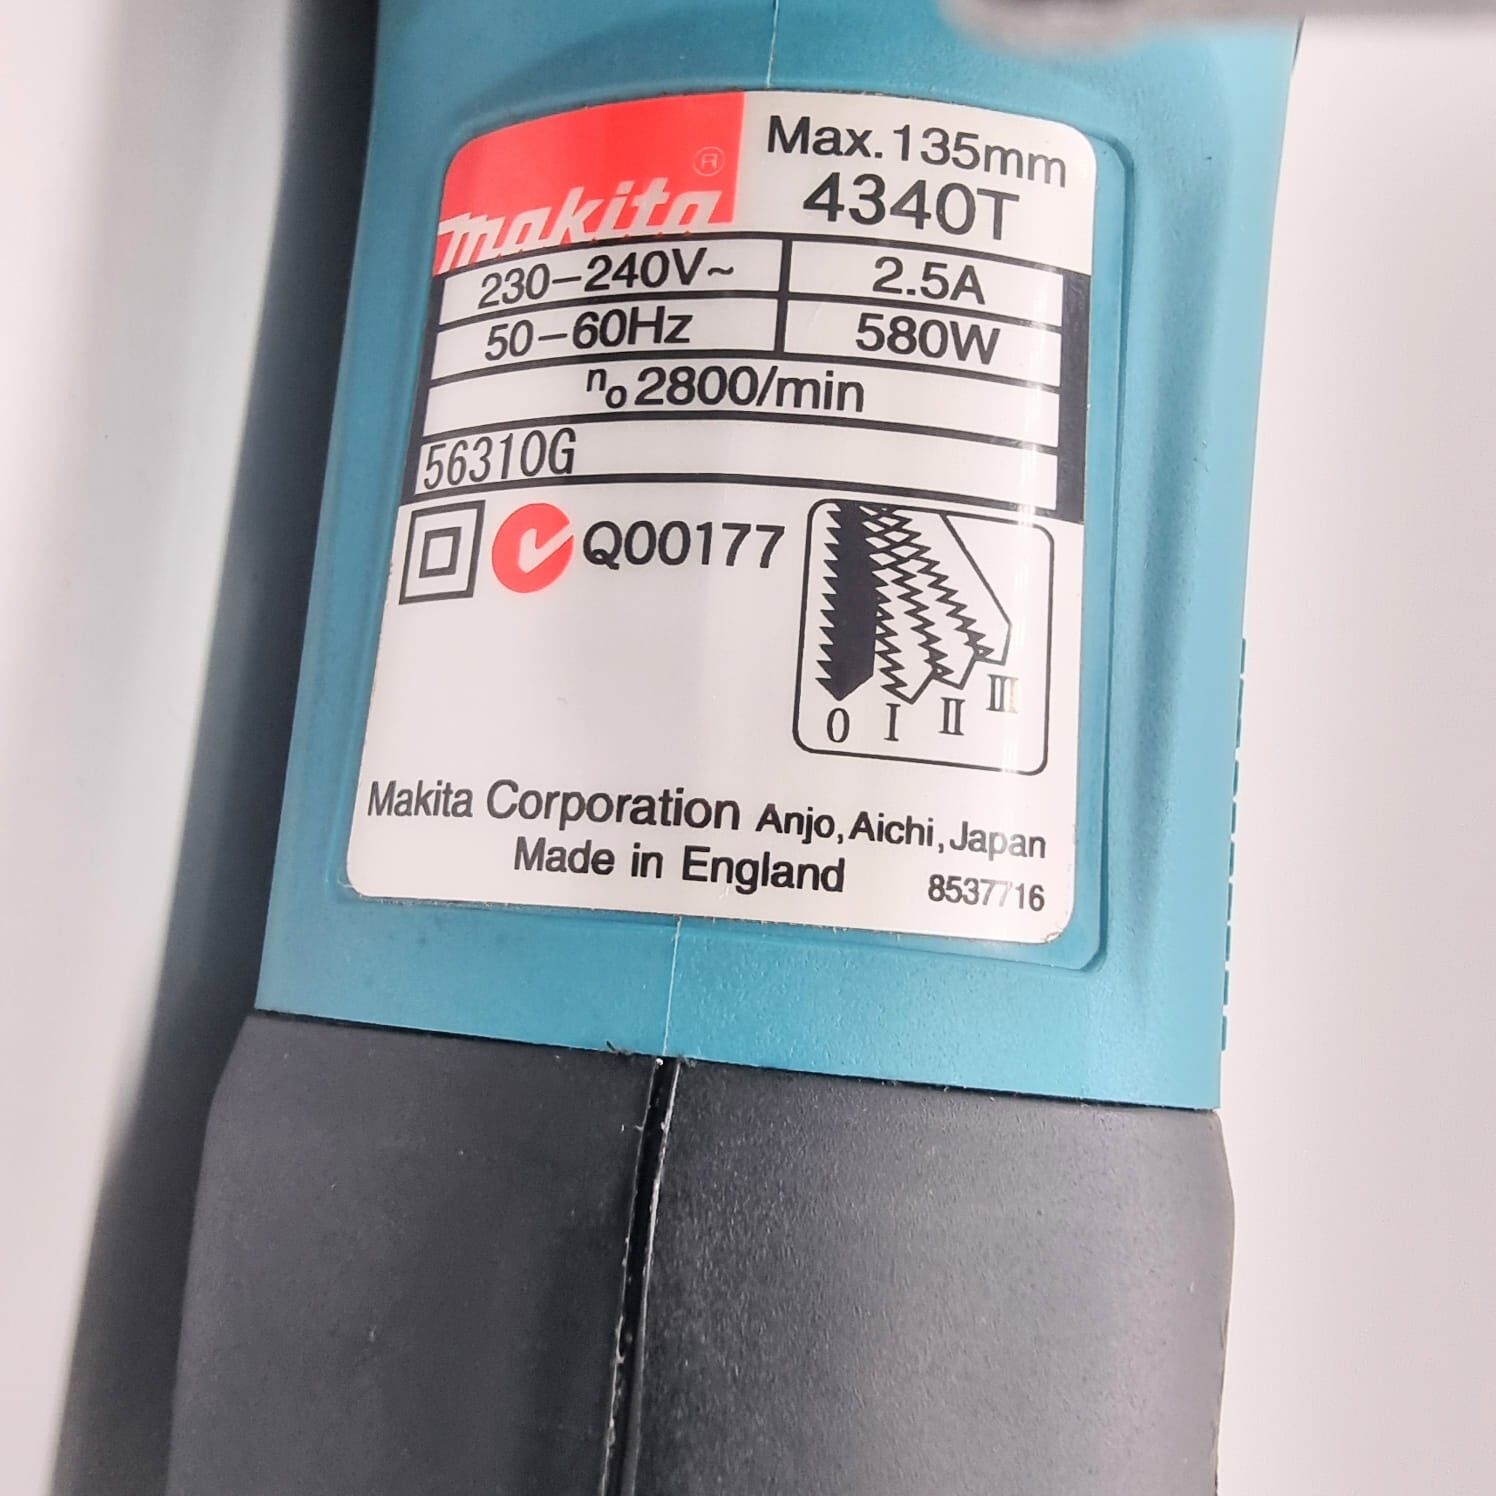 makita®
Max. 135mm
4340T
230–240V~ 2.5A
50–60Hz 580W
no 2800/min
56310G
Q00177
0 I II III
Makita Corporation Anjo, Aichi, Japan
Made in England 8537716